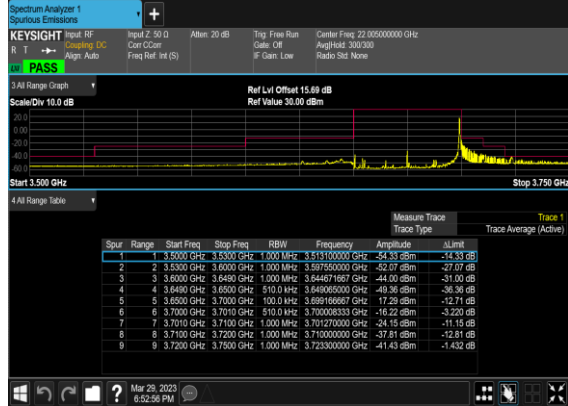 Spectrum Analyzer 1
Spurious Emissions
KEYSIGHT Input: RF Input Z: 50 Ω Atten: 20 dB Trig: Free Run Center Freq: 22.005000000 GHz
R T Coupling: DC Corr CCorr Gate: Off Avg|Hold: 300/300
Align: Auto Freq Ref: Int (S) IF Gain: Low Radio Std: None
PASS
3 All Range Graph
Ref Lvl Offset 15.69 dB
Scale/Div 10.0 dB Ref Value 30.00 dBm
20.0
0.00
-20.0
-40.0
Start 3.500 GHz Stop 3.750 GHz
4 All Range Table
Measure Trace Trace 1
Trace Type Trace Average (Active)
Spur Range Start Freq Stop Freq RBW Frequency Amplitude ΔLimit
1 1 3.5000 GHz 3.5300 GHz 1.000 MHz 3.513100000 GHz -54.33 dBm -14.33 dB
2 2 3.5300 GHz 3.6000 GHz 1.000 MHz 3.597550000 GHz -52.07 dBm -27.07 dB
3 3 3.6000 GHz 3.6490 GHz 1.000 MHz 3.644671667 GHz -44.00 dBm -31.00 dB
4 4 3.6490 GHz 3.6500 GHz 510.0 kHz 3.649065000 GHz -49.36 dBm -36.36 dB
5 5 3.6500 GHz 3.7000 GHz 100.0 kHz 3.699166667 GHz 17.29 dBm -12.71 dB
6 6 3.7000 GHz 3.7010 GHz 510.0 kHz 3.700008333 GHz -16.22 dBm -3.220 dB
7 7 3.7010 GHz 3.7100 GHz 1.000 MHz 3.701270000 GHz -24.15 dBm -11.15 dB
8 8 3.7100 GHz 3.7200 GHz 1.000 MHz 3.710000000 GHz -37.81 dBm -12.81 dB
9 9 3.7200 GHz 3.7500 GHz 1.000 MHz 3.723300000 GHz -41.43 dBm -1.432 dB
Mar 29, 2023
6:52:56 PM